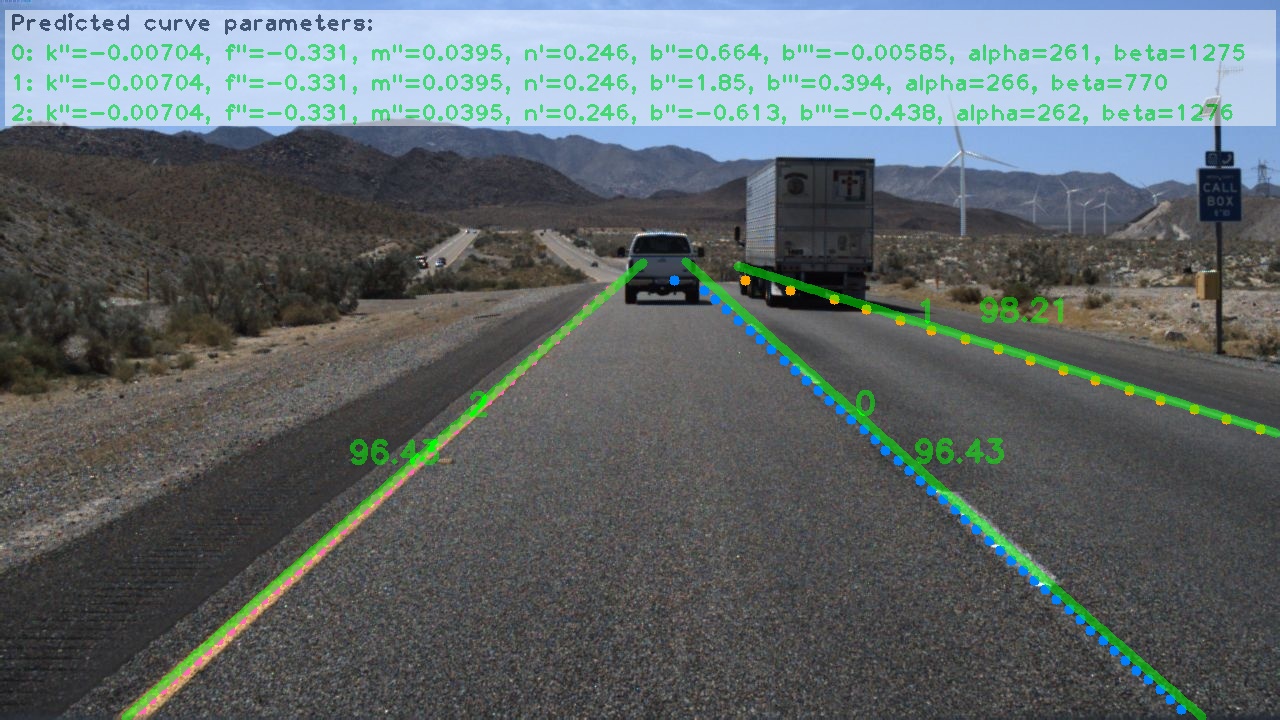 Predicted curve parameters:
0: k''=-0.00704, f''=-0.331, m''=0.0395, n'=0.246, b''=0.664, b'''=-0.00585, alpha=261, beta=1275
1: k''=-0.00704, f''=-0.331, m''=0.0395, n'=0.246, b''=1.85, b'''=0.394, alpha=266, beta=770
2: k''=-0.00704, f''=-0.331, m''=0.0395, n'=0.246, b''=-0.613, b'''=-0.438, alpha=262, beta=1276
CALL
BOX
1 98.21
2
0
96.43
96.43